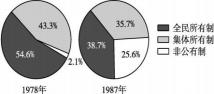 43.3%
54.6%
2.1%
1978年
35.7%
38.7%
25.6%
1987年
全民所有制
集体所有制
非公有制